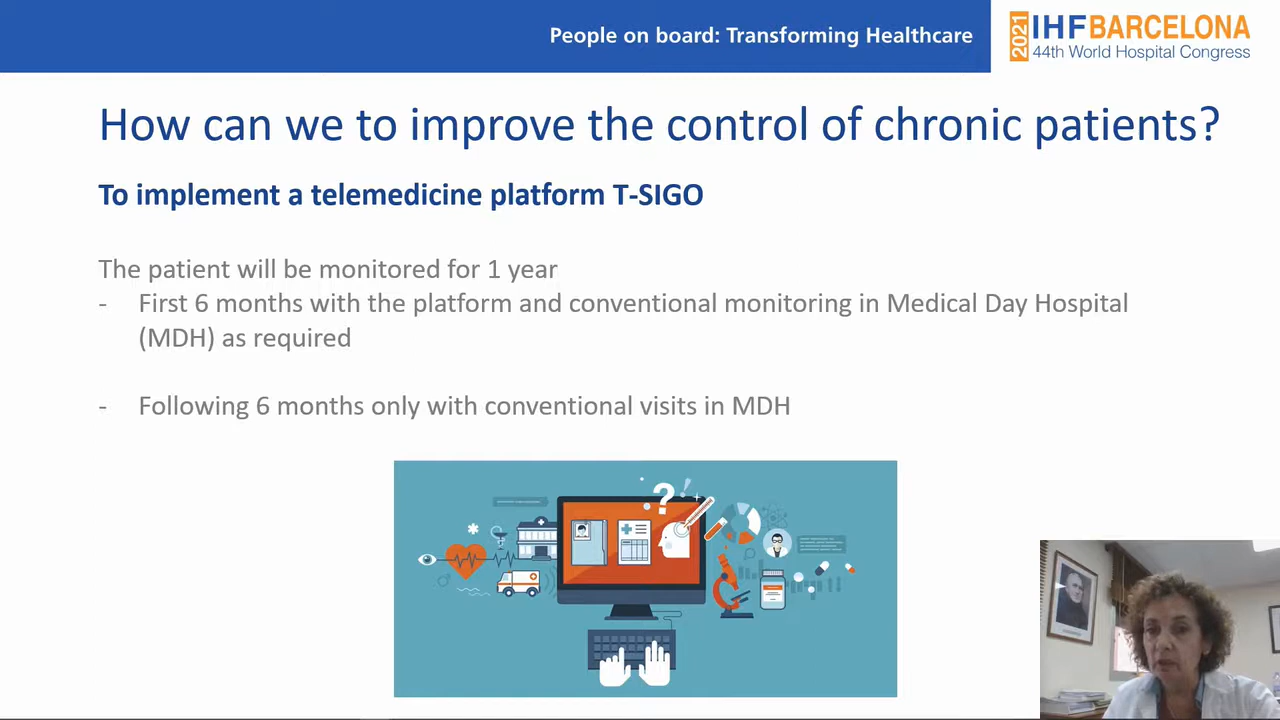 People on board: Transforming Healthcare
2021
IHFBARCELONA
44th World Hospital Congress
How can we to improve the control of chronic patients?
To implement a telemedicine platform T-SIGO
The patient will be monitored for 1 year
- First 6 months with the platform and conventional monitoring in Medical Day Hospital
(MDH) as required
- Following 6 months only with conventional visits in MDH
?
!